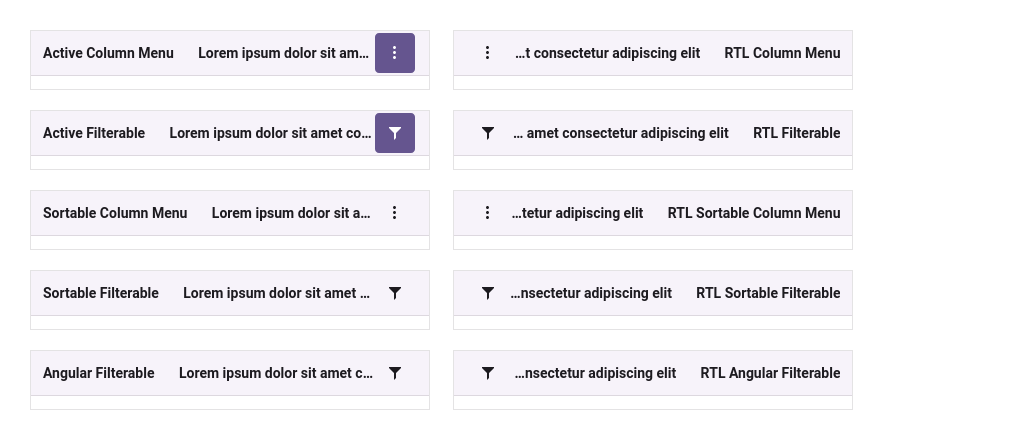 Active Column Menu Lorem ipsum dolor sit am...
...t consectetur adipiscing elit RTL Column Menu
Active Filterable Lorem ipsum dolor sit amet co...
... amet consectetur adipiscing elit RTL Filterable
Sortable Column Menu Lorem ipsum dolor sit a...
...tetur adipiscing elit RTL Sortable Column Menu
Sortable Filterable Lorem ipsum dolor sit amet ...
...nsectetur adipiscing elit RTL Sortable Filterable
Angular Filterable Lorem ipsum dolor sit amet c...
...nsectetur adipiscing elit RTL Angular Filterable